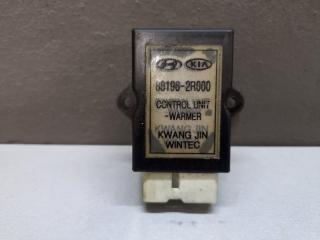 KIA
88196-2R000
CONTROL UNIT
-WARMER
KWANG JIN
KWANG JIN
WINTEC